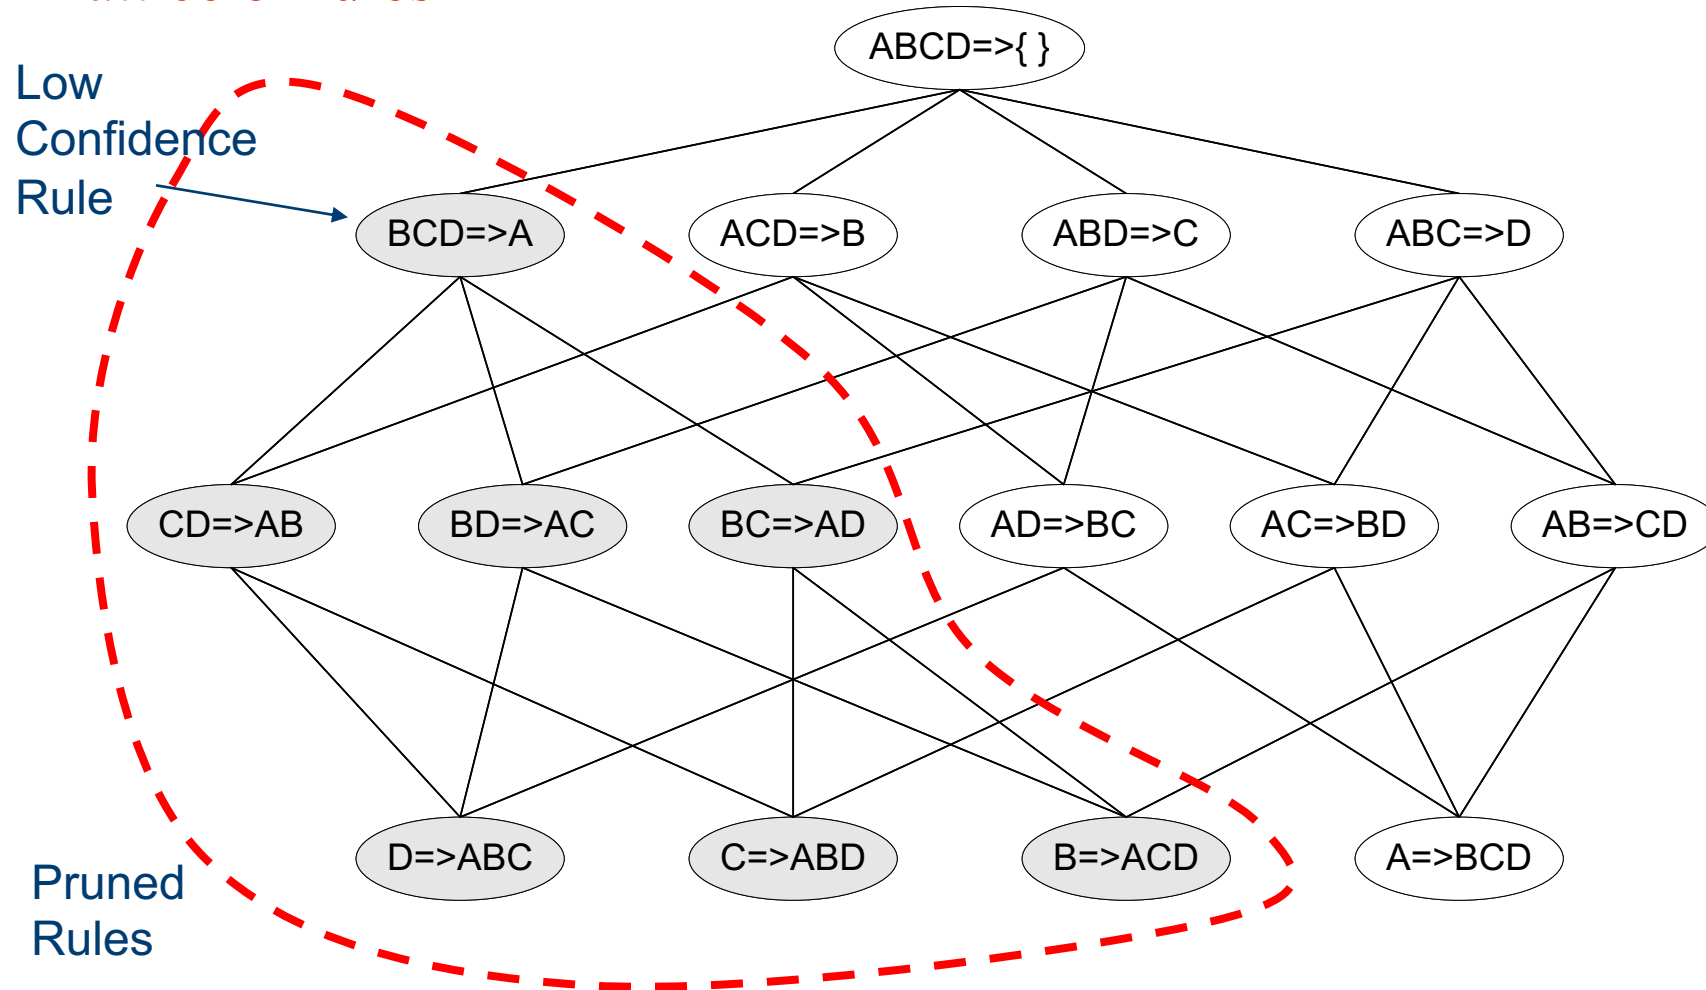 ABCD=>{ }
Low
Confidence
Rule
BCD=>A
ACD=>B
ABD=>C
ABC=>D
CD=>AB
BD=>AC
BC=>AD
AD=>BC
AC=>BD
AB=>CD
D=>ABC
C=>ABD
B=>ACD
A=>BCD
Pruned
Rules